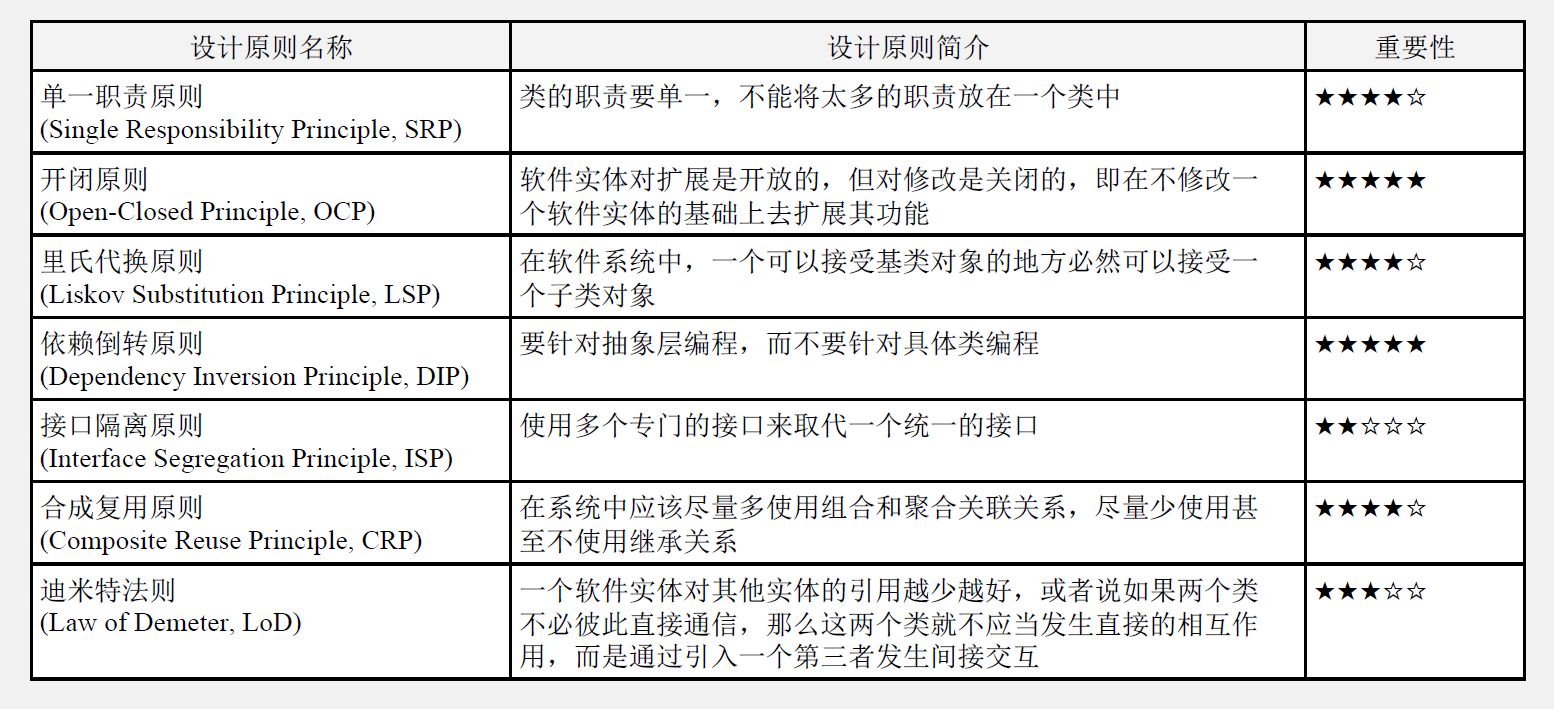 设计原则名称
设计原则简介
重要性
单一职责原则
(Single Responsibility Principle, SRP)
类的职责要单一，不能将太多的职责放在一个类中
★★★★☆
开闭原则
(Open-Closed Principle, OCP)
软件实体对扩展是开放的，但对修改是关闭的，即在不修改一
个软件实体的基础上去扩展其功能
★★★★★
里氏代换原则
(Liskov Substitution Principle, LSP)
在软件系统中，一个可以接受基类对象的地方必然可以接受一
个子类对象
★★★★☆
依赖倒转原则
(Dependency Inversion Principle, DIP)
要针对抽象层编程，而不要针对具体类编程
★★★★★
接口隔离原则
(Interface Segregation Principle, ISP)
使用多个专门的接口来取代一个统一的接口
★★☆☆☆
合成复用原则
(Composite Reuse Principle, CRP)
在系统中应该尽量多使用组合和聚合关联关系，尽量少使用甚
至不使用继承关系
★★★★☆
迪米特法则
(Law of Demeter, LoD)
一个软件实体对其他实体的引用越少越好，或者说如果两个类
不必彼此直接通信，那么这两个类就不应当发生直接的相互作
用，而是通过引入一个第三者发生间接交互
★★★☆☆